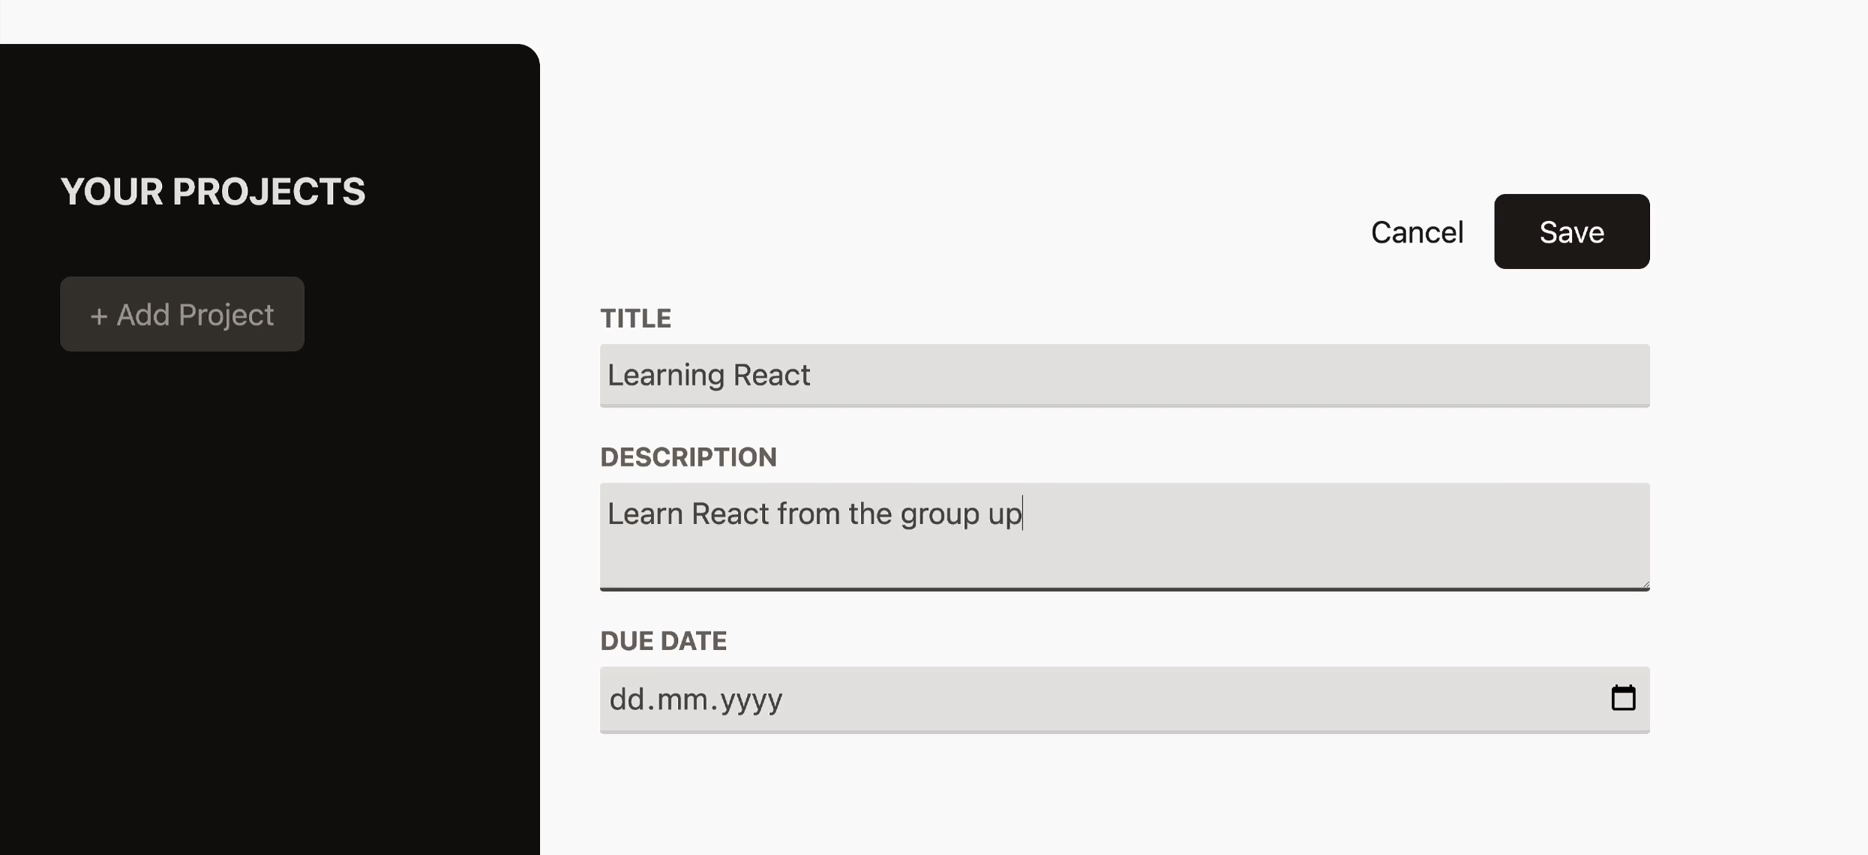 YOUR PROJECTS
+ Add Project
Cancel
Save
TITLE
Learning React
DESCRIPTION
Learn React from the group up
DUE DATE
dd.mm.yyyy